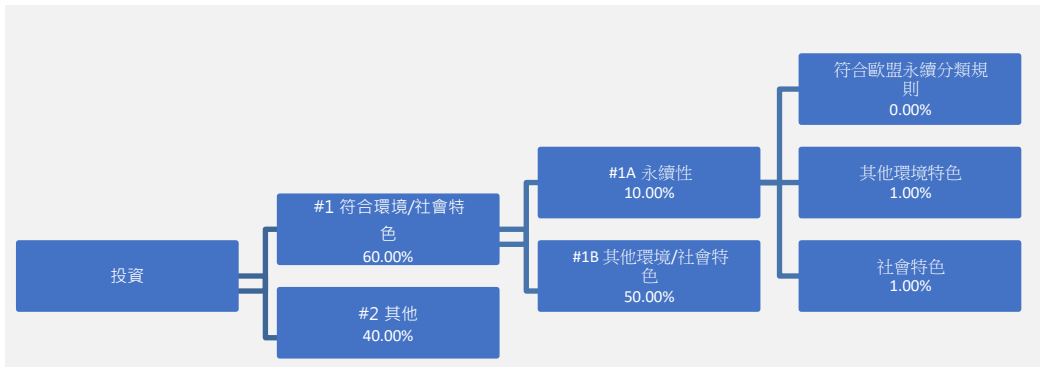 投資
#1 符合環境/社會特
色
60.00%
#2 其他
40.00%
#1A 永續性
10.00%
#1B 其他環境/社會特
色
50.00%
符合歐盟永續分類規
則
0.00%
其他環境特色
1.00%
社會特色
1.00%